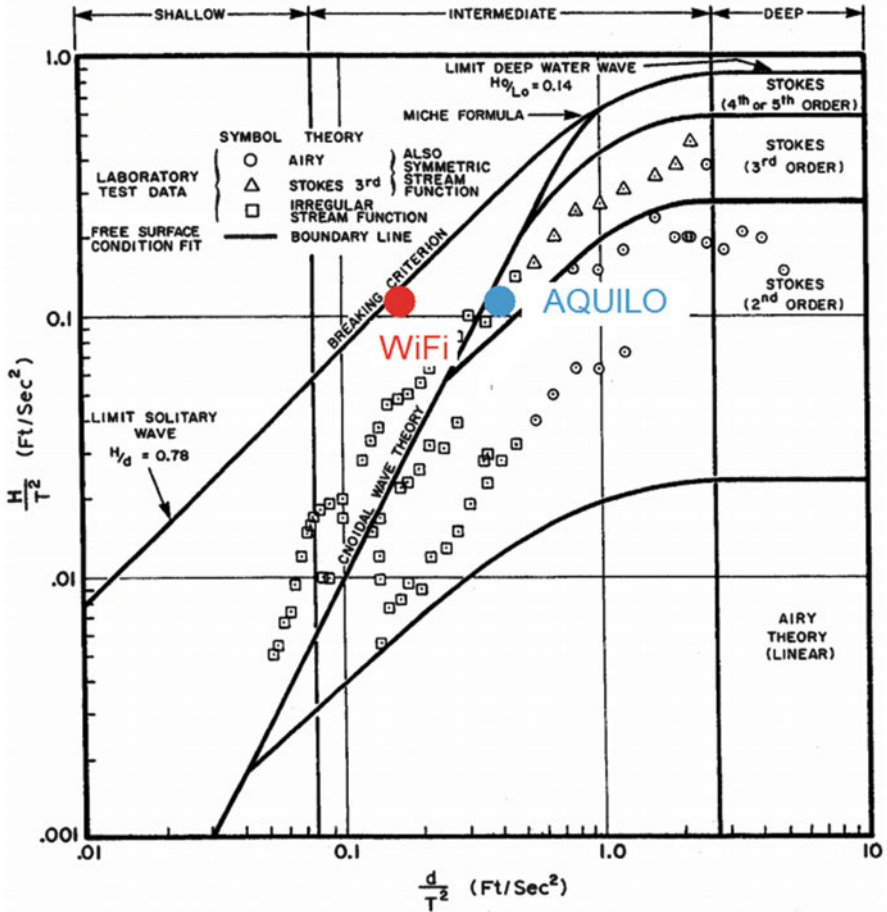 SHALLOW INTERMEDIATE DEEP
1.0
LIMIT DEEP WATER WAVE
Ho/Lo = 0.14
STOKES
(4th or 5th ORDER)
MICHE FORMULA
SYMBOL THEORY
LABORATORY
TEST DATA
AIRY
STOKES 3rd
IRREGULAR
STREAM FUNCTION
ALSO
SYMMETRIC
STREAM
FUNCTION
STOKES
(3rd ORDER)
FREE SURFACE
CONDITION FIT
BOUNDARY LINE
BREAKING CRITERION
STOKES
(2nd ORDER)
AQUILO
WiFi
0.1
LIMIT SOLITARY
WAVE
H/d = 0.78
H/T² (Ft/Sec²)
CNOIDAL WAVE THEORY
.01
AIRY
THEORY
(LINEAR)
.001
.01 0.1 1.0 10
d/T² (Ft/Sec²)